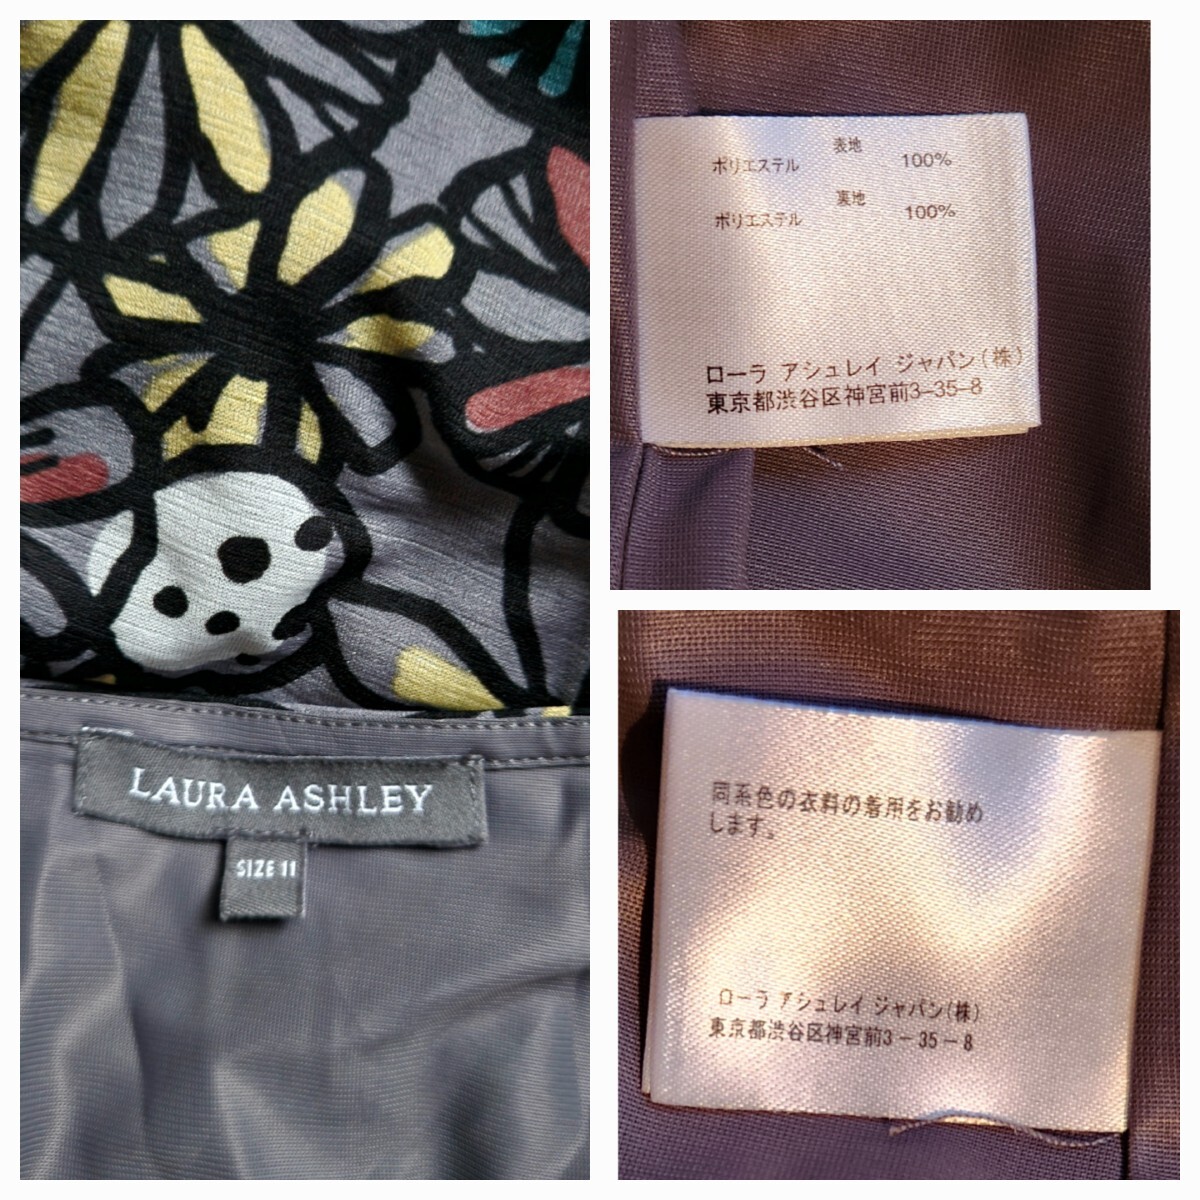 LAURA ASHLEY
SIZE 11
表地
ポリエステル 100%
裏地
ポリエステル 100%
ローラ アシュレイ ジャパン(株)
東京都渋谷区神宮前3-35-8
同系色の衣料の着用をお勧め
します。
ローラ アシュレイ ジャパン(株)
東京都渋谷区神宮前3-35-8